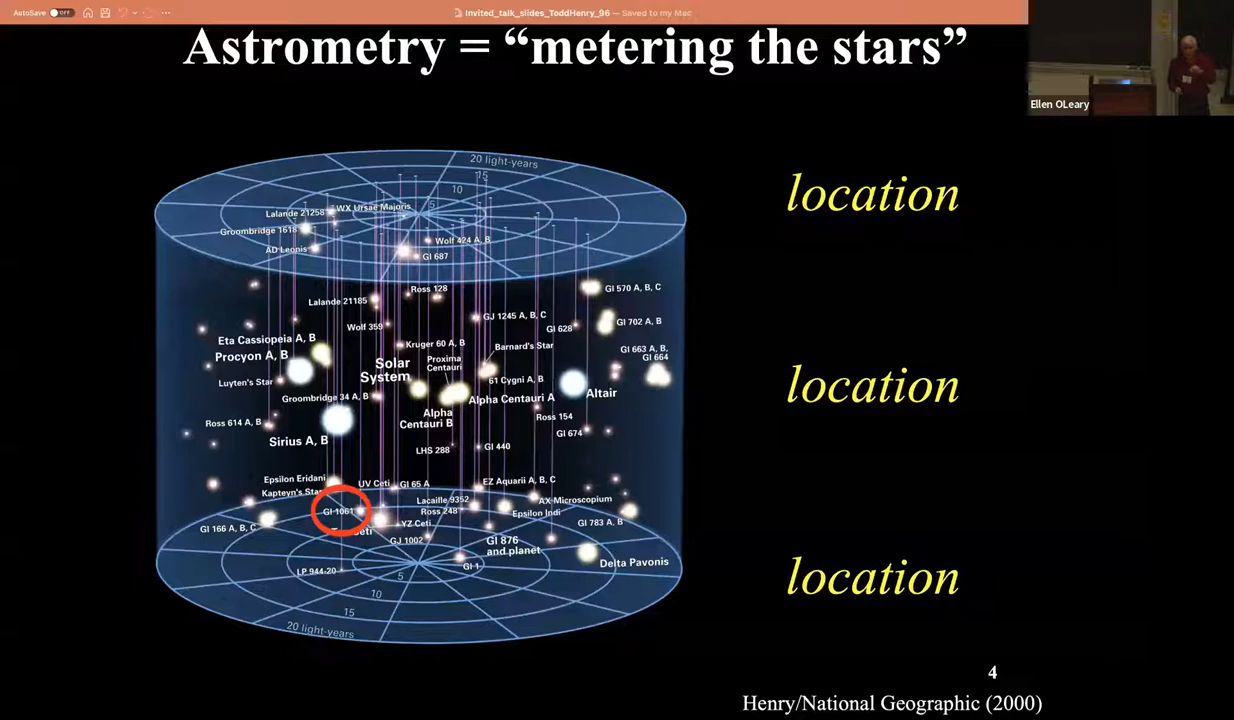 AutoSave OFF
Invited_talk_slides_ToddHenry_96 — Saved to my Mac
Astrometry = “metering the stars”
Ellen OLeary
20 light-years
15
10
5
Lalande 21258
WX Ursae Majoris
location
Groombridge 1618
Wolf 424 A, B
AD Leonis
Gl 687
Ross 128
Gl 570 A, B, C
Lalande 21185
GJ 1245 A, B, C
Gl 702 A, B
Wolf 359
Gl 628
Eta Cassiopeia A, B
Kruger 60 A, B
Barnard's Star
Gl 663 A, B,
Gl 664
Procyon A, B
Solar
System
Proxima
Centauri
Luyten's Star
61 Cygni A, B
location
Altair
Groombridge 34 A, B
Alpha Centauri A
Alpha
Centauri B
Ross 154
Ross 614 A, B
Gl 674
Sirius A, B
LHS 288
Gl 440
Epsilon Eridani
UV Ceti
Gl 65 A
EZ Aquarii A, B, C
Kapteyn's Star
Lacaille 9352
AX Microscopium
Gl 1061
Ross 248
Epsilon Indi
Gl 166 A, B, C
YZ Ceti
Gl 783 A, B
Tau Ceti
GJ 1002
Gl 876
and planet
Delta Pavonis
LP 944-20
Gl 1
location
5
10
15
20 light-years
4
Henry/National Geographic (2000)